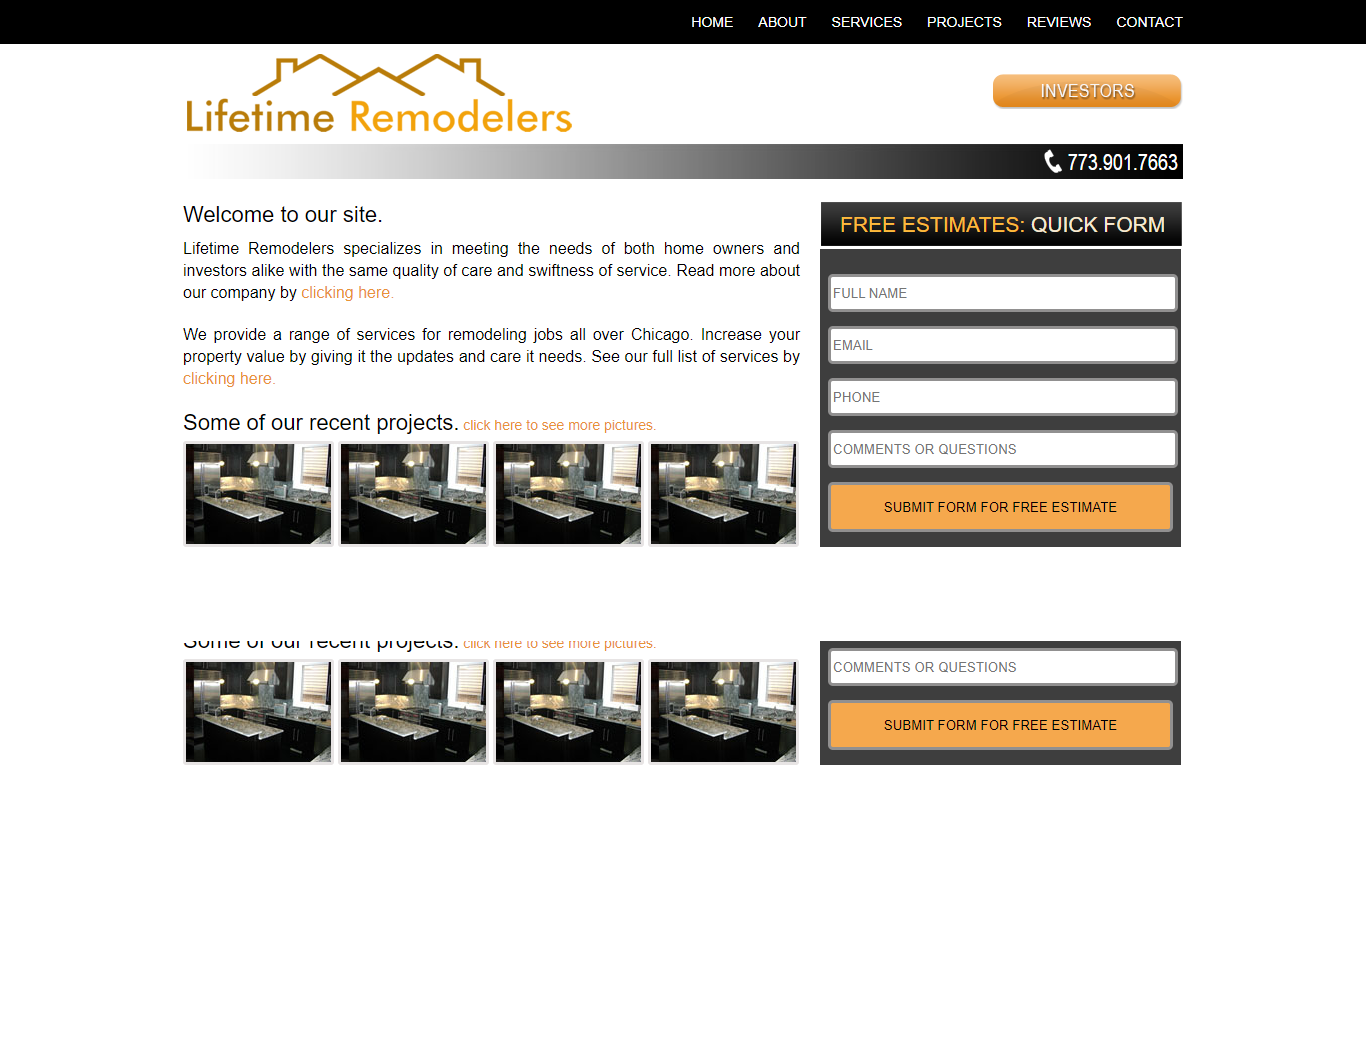 HOME ABOUT SERVICES PROJECTS REVIEWS CONTACT
Lifetime Remodelers
INVESTORS
773.901.7663
Welcome to our site.
Lifetime Remodelers specializes in meeting the needs of both home owners and
investors alike with the same quality of care and swiftness of service. Read more about
our company by clicking here.
We provide a range of services for remodeling jobs all over Chicago. Increase your
property value by giving it the updates and care it needs. See our full list of services by
clicking here.
Some of our recent projects. click here to see more pictures.
FREE ESTIMATES: QUICK FORM
FULL NAME
EMAIL
PHONE
COMMENTS OR QUESTIONS
SUBMIT FORM FOR FREE ESTIMATE
Some of our recent projects. click here to see more pictures.
COMMENTS OR QUESTIONS
SUBMIT FORM FOR FREE ESTIMATE